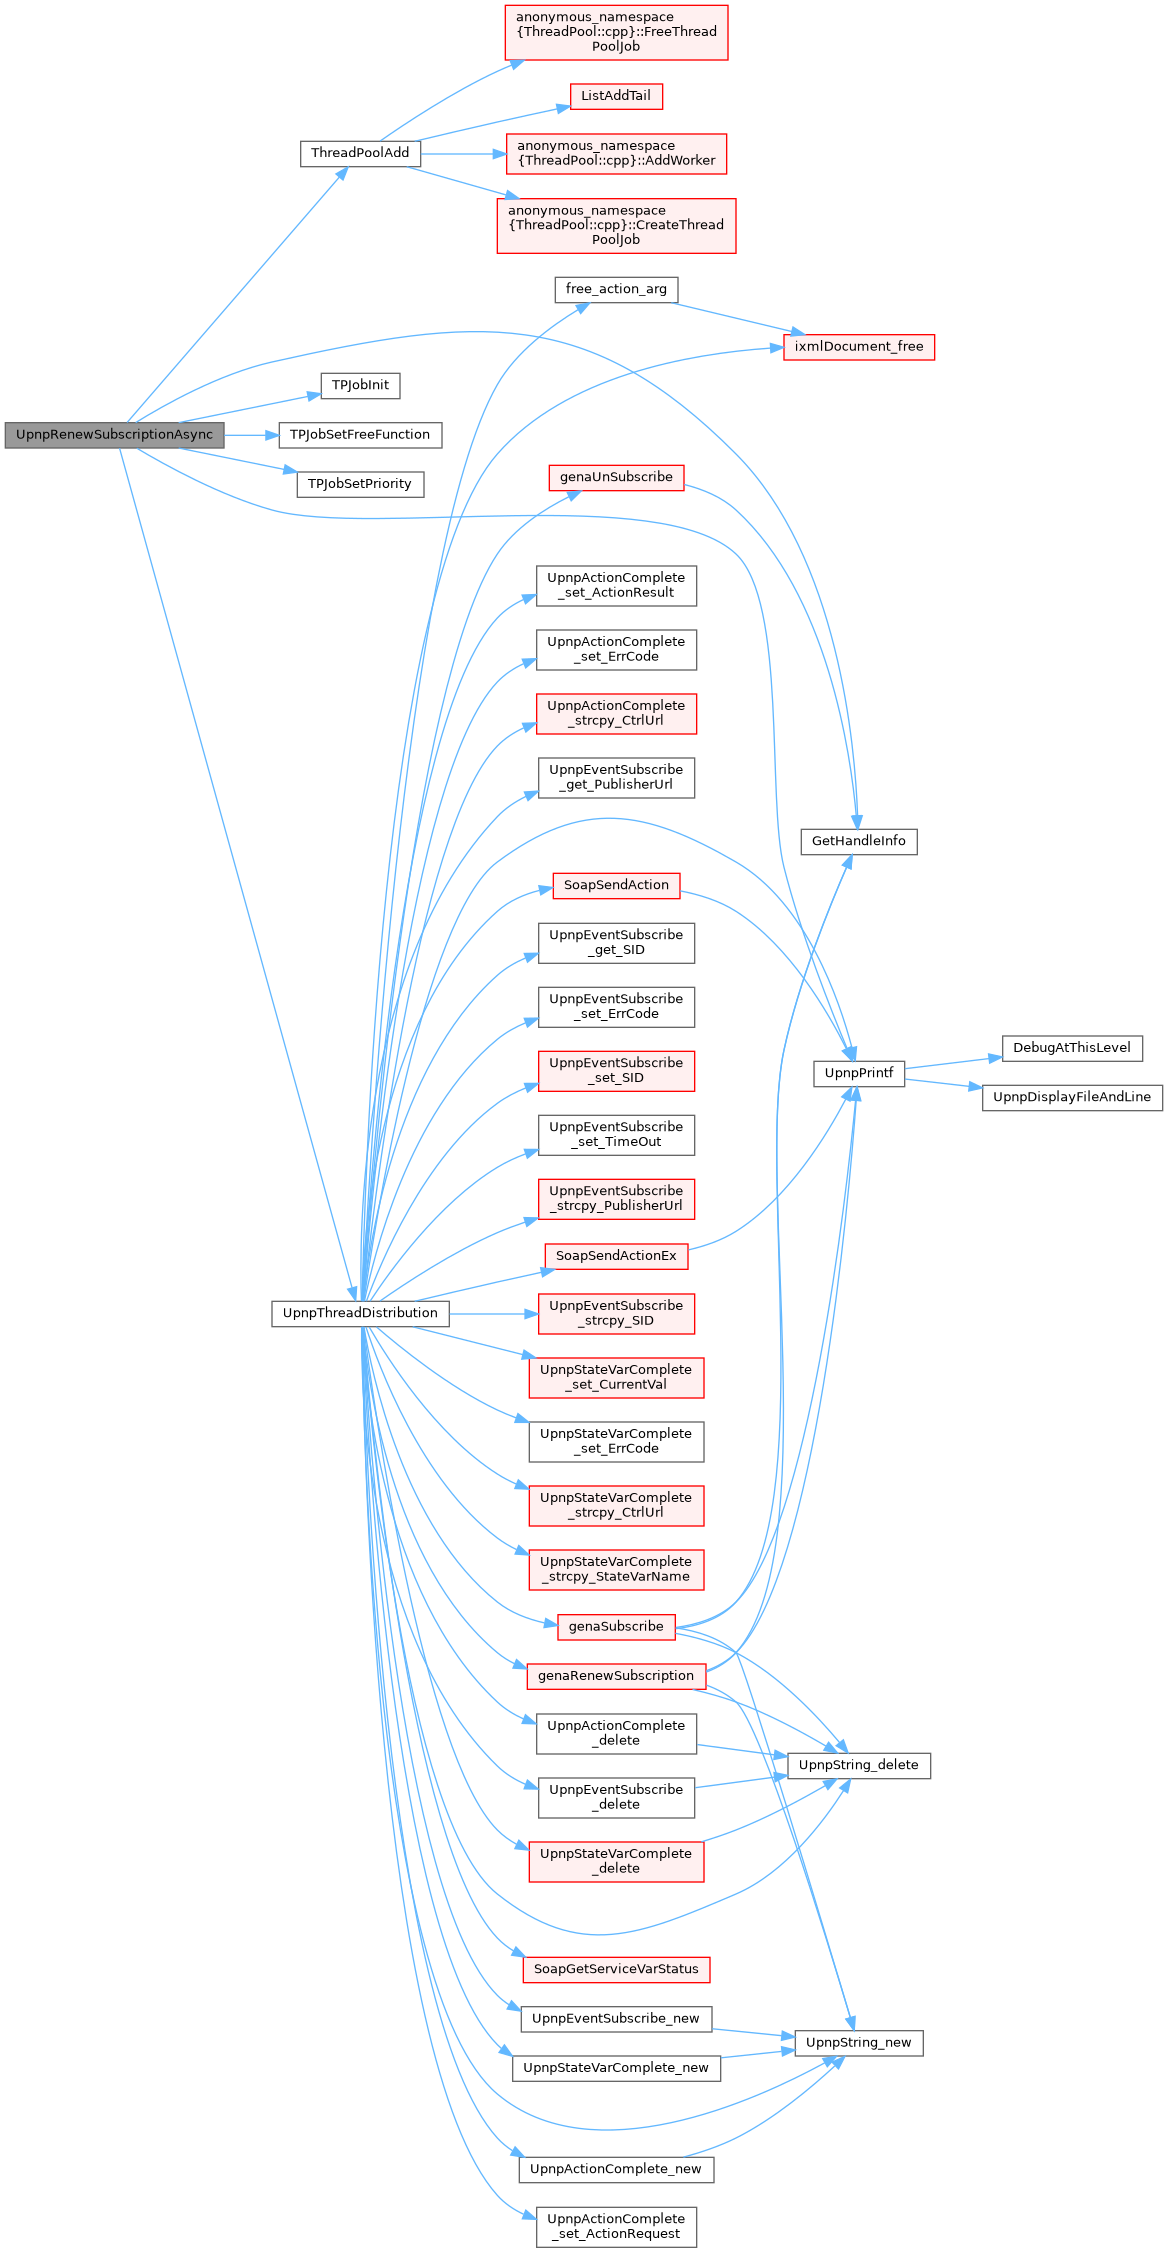 anonymous_namespace
{ThreadPool::cpp}::FreeThread
PoolJob
ListAddTail
ThreadPoolAdd
anonymous_namespace
{ThreadPool::cpp}::AddWorker
anonymous_namespace
{ThreadPool::cpp}::CreateThread
PoolJob
free_action_arg
ixmlDocument_free
TPJobInit
UpnpRenewSubscriptionAsync
TPJobSetFreeFunction
TPJobSetPriority
genaUnSubscribe
UpnpActionComplete
_set_ActionResult
UpnpActionComplete
_set_ErrCode
UpnpActionComplete
_strcpy_CtrlUrl
UpnpEventSubscribe
_get_PublisherUrl
GetHandleInfo
SoapSendAction
UpnpEventSubscribe
_get_SID
UpnpEventSubscribe
_set_ErrCode
UpnpEventSubscribe
_set_SID
UpnpPrintf
DebugAtThisLevel
UpnpDisplayFileAndLine
UpnpEventSubscribe
_set_TimeOut
UpnpEventSubscribe
_strcpy_PublisherUrl
SoapSendActionEx
UpnpThreadDistribution
UpnpEventSubscribe
_strcpy_SID
UpnpStateVarComplete
_set_CurrentVal
UpnpStateVarComplete
_set_ErrCode
UpnpStateVarComplete
_strcpy_CtrlUrl
UpnpStateVarComplete
_strcpy_StateVarName
genaSubscribe
genaRenewSubscription
UpnpActionComplete
_delete
UpnpString_delete
UpnpEventSubscribe
_delete
UpnpStateVarComplete
_delete
SoapGetServiceVarStatus
UpnpEventSubscribe_new
UpnpString_new
UpnpStateVarComplete_new
UpnpActionComplete_new
UpnpActionComplete
_set_ActionRequest